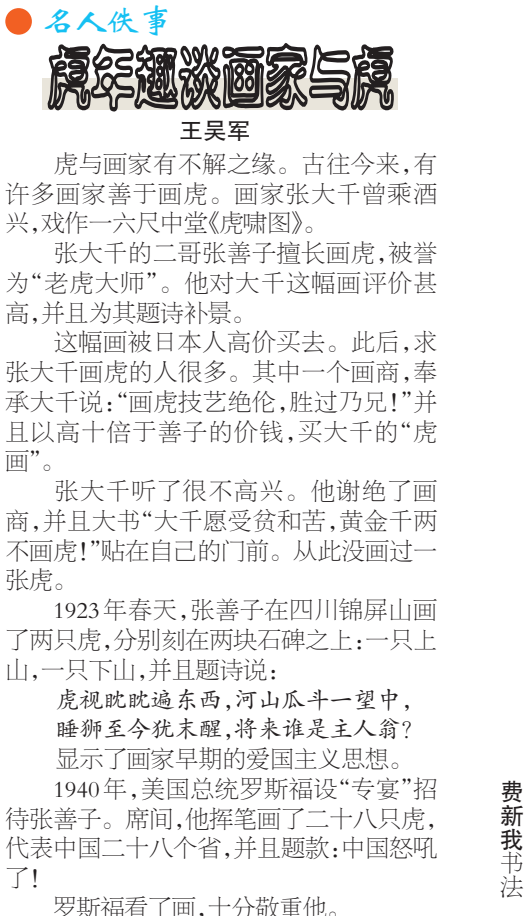 名人佚事
虎年趣谈画家与虎
王吴军
虎与画家有不解之缘。古往今来,有
许多画家善于画虎。画家张大千曾乘酒
兴,戏作一六尺中堂《虎啸图》。
张大千的二哥张善子擅长画虎,被誉
为“老虎大师”。他对大千这幅画评价甚
高,并且为其题诗补景。
这幅画被日本人高价买去。此后,求
张大千画虎的人很多。其中一个画商,奉
承大千说:“画虎技艺绝伦,胜过乃兄!”并
且以高十倍于善子的价钱,买大千的“虎
画”。
张大千听了很不高兴。他谢绝了画
商,并且大书“大千愿受贫和苦,黄金千两
不画虎!”贴在自己的门前。从此没画过一
张虎。
1923年春天,张善子在四川锦屏山画
了两只虎,分别刻在两块石碑之上:一只上
山,一只下山,并且题诗说:
虎视眈眈遍东西,河山瓜斗一望中,
睡狮至今犹末醒,将来谁是主人翁?
显示了画家早期的爱国主义思想。
1940年,美国总统罗斯福设“专宴”招
待张善子。席间,他挥笔画了二十八只虎,
代表中国二十八个省,并且题款:中国怒吼
了!
罗斯福看了画,十分敬重他。
费新我书法